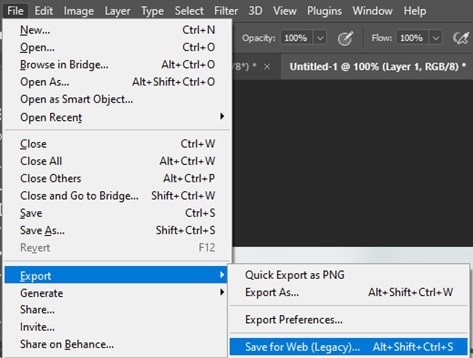 File Edit Image Layer Type Select Filter 3D View Plugins Window Help
New... Ctrl+N
Opacity: 100% Flow: 100%
Open... Ctrl+O
Browse in Bridge... Alt+Ctrl+O
/8*) * × Untitled-1 @ 100% (Layer 1, RGB/8) *
Open As... Alt+Shift+Ctrl+O
Open as Smart Object...
Open Recent
Close Ctrl+W
Close All Alt+Ctrl+W
Close Others Alt+Ctrl+P
Close and Go to Bridge... Shift+Ctrl+W
Save Ctrl+S
Save As... Shift+Ctrl+S
Revert F12
Export
Quick Export as PNG
Generate
Export As... Alt+Shift+Ctrl+W
Share...
Invite...
Export Preferences...
Share on Behance...
Save for Web (Legacy)... Alt+Shift+Ctrl+S